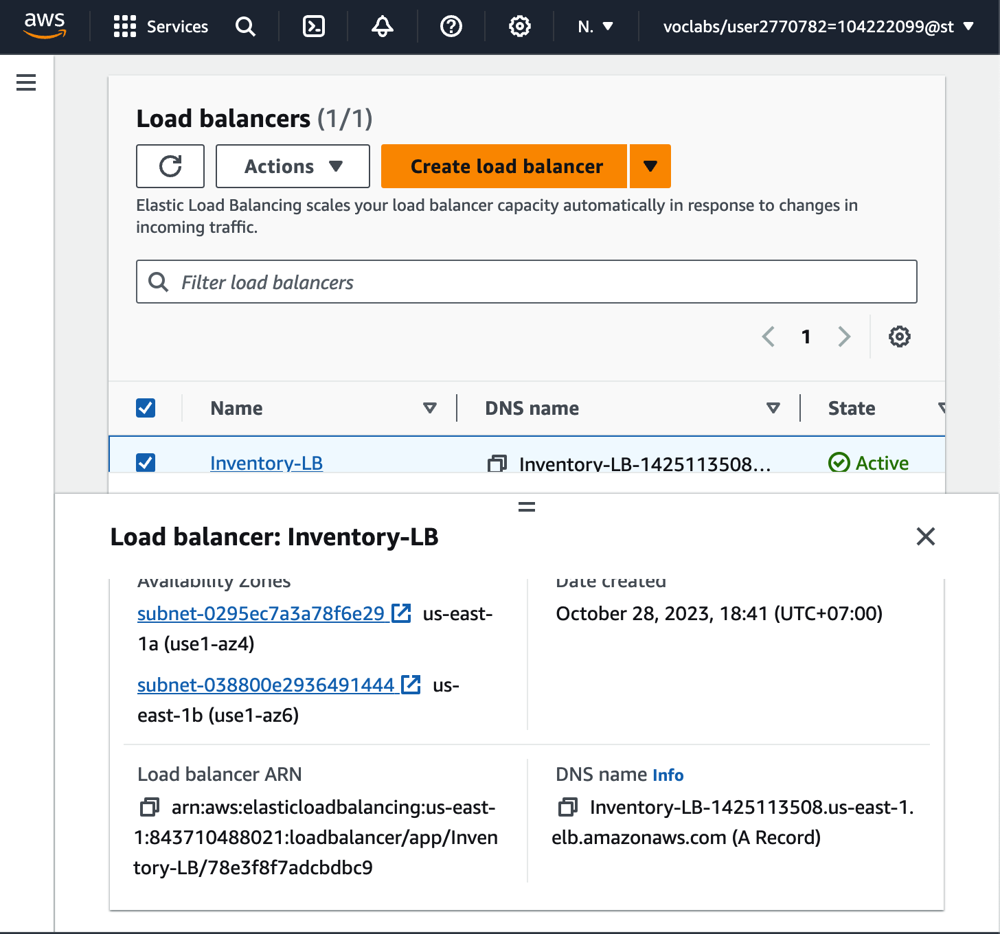 aws Services N. voclabs/user2770782=104222099@st
Load balancers (1/1)
Actions Create load balancer
Elastic Load Balancing scales your load balancer capacity automatically in response to changes in
incoming traffic.
Filter load balancers
1
Name DNS name State
Inventory-LB Inventory-LB-1425113508... Active
Load balancer: Inventory-LB
Availability Zones
subnet-0295ec7a3a78f6e29 us-east-
1a (use1-az4)
subnet-038800e2936491444 us-
east-1b (use1-az6)
Date created
October 28, 2023, 18:41 (UTC+07:00)
Load balancer ARN
arn:aws:elasticloadbalancing:us-east-
1:843710488021:loadbalancer/app/Inven
tory-LB/78e3f8f7adcbdbc9
DNS name Info
Inventory-LB-1425113508.us-east-1.
elb.amazonaws.com (A Record)